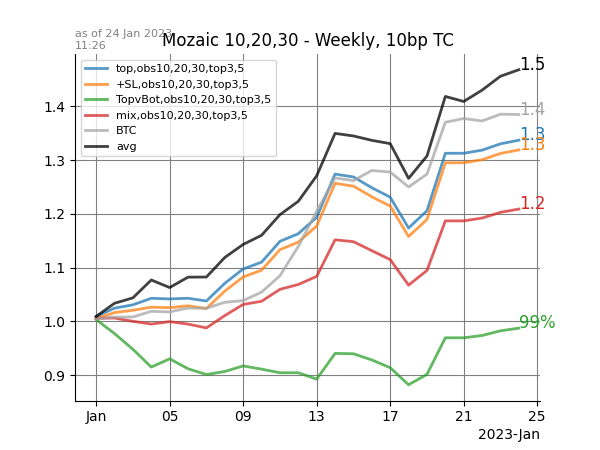 as of 24 Jan 2023
11:26
Mozaic 10,20,30 - Weekly, 10bp TC
top,obs10,20,30,top3,5
+SL,obs10,20,30,top3,5
TopvBot,obs10,20,30,top3,5
mix,obs10,20,30,top3,5
BTC
avg
1.5
1.4
1.3
1.3
1.2
99%
1.4
1.3
1.2
1.1
1.0
0.9
Jan 05 09 13 17 21 25
2023-Jan